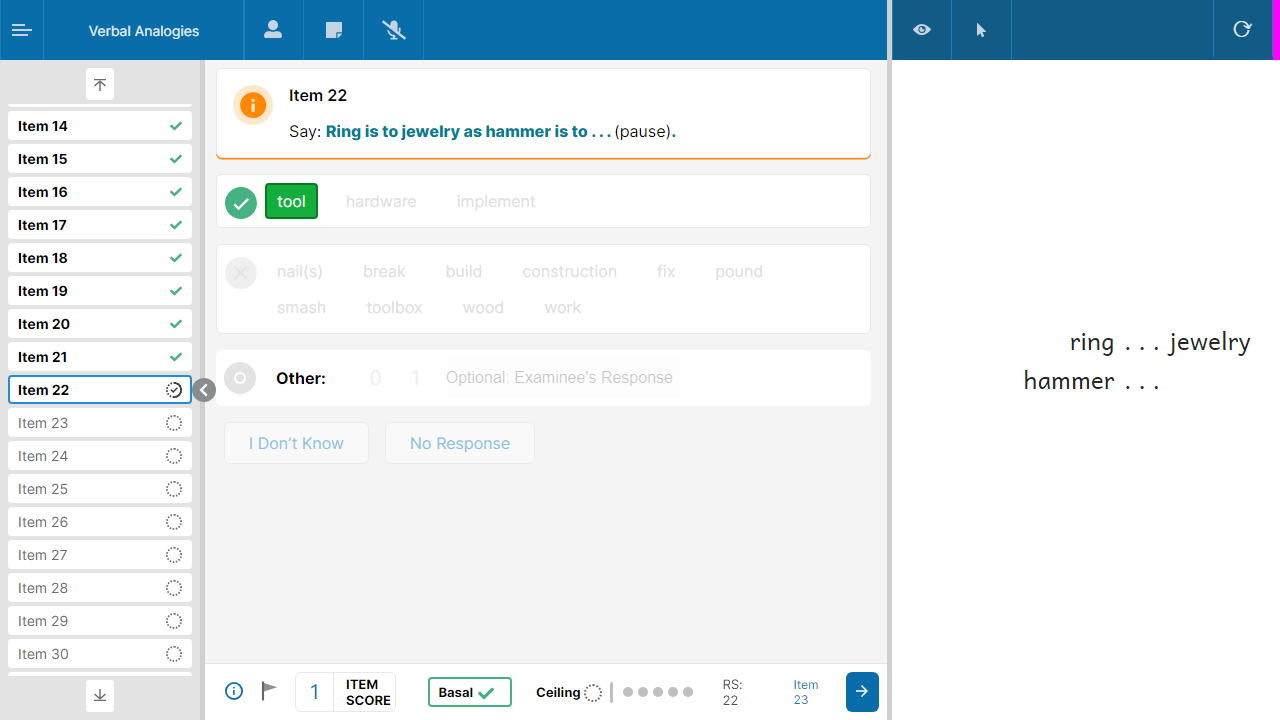 Verbal Analogies
Item 14
Item 15
Item 16
Item 17
Item 18
Item 19
Item 20
Item 21
Item 22
Item 23
Item 24
Item 25
Item 26
Item 27
Item 28
Item 29
Item 30
Item 22
Say: Ring is to jewelry as hammer is to . . . (pause).
tool hardware implement
nail(s) break build construction fix pound
smash toolbox wood work
Other: 0 1 Optional: Examinee's Response
I Don't Know No Response
1 ITEM SCORE Basal Ceiling RS: 22 Item 23
ring . . . jewelry
hammer . . .